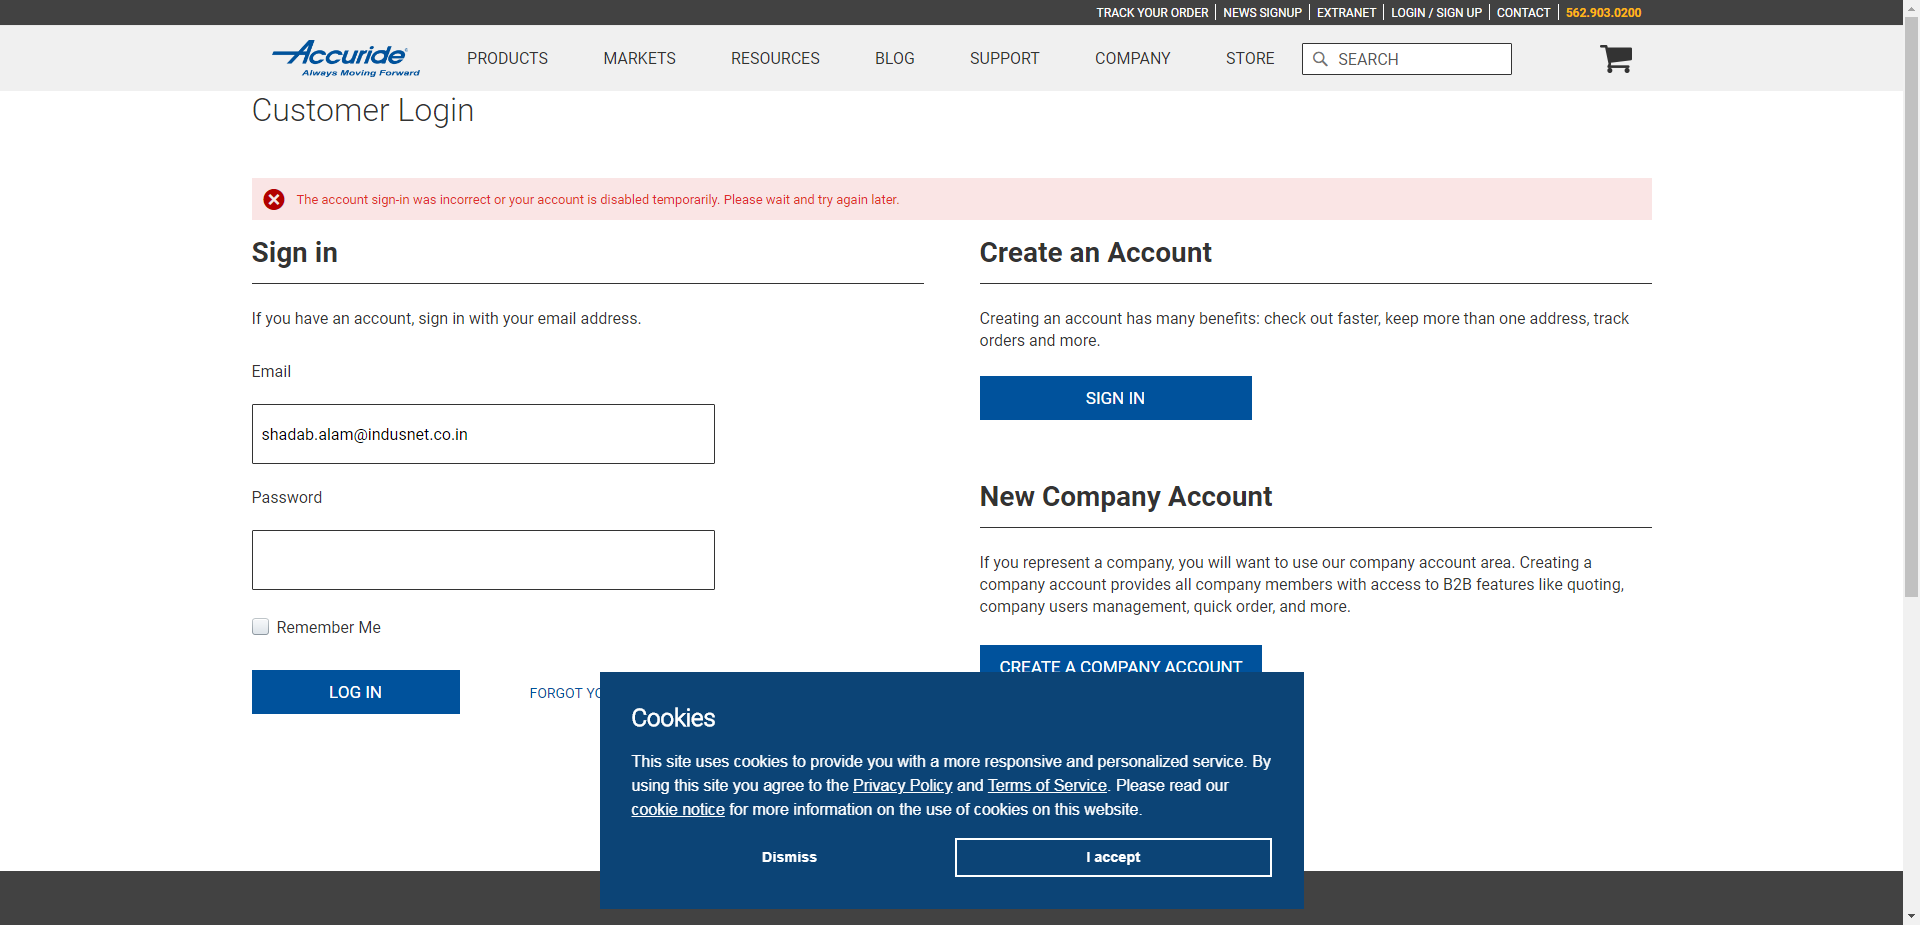 TRACK YOUR ORDER NEWS SIGNUP EXTRANET LOGIN / SIGN UP CONTACT 562.903.0200
Accuride
Always Moving Forward
PRODUCTS MARKETS RESOURCES BLOG SUPPORT COMPANY STORE SEARCH
Customer Login
The account sign-in was incorrect or your account is disabled temporarily. Please wait and try again later.
Sign in
If you have an account, sign in with your email address.
Email
shadab.alam@indusnet.co.in
Password
Remember Me
LOG IN
FORGOT YO
Create an Account
Creating an account has many benefits: check out faster, keep more than one address, track
orders and more.
SIGN IN
New Company Account
If you represent a company, you will want to use our company account area. Creating a
company account provides all company members with access to B2B features like quoting,
company users management, quick order, and more.
CREATE A COMPANY ACCOUNT
Cookies
This site uses cookies to provide you with a more responsive and personalized service. By
using this site you agree to the Privacy Policy and Terms of Service. Please read our
cookie notice for more information on the use of cookies on this website.
Dismiss
I accept